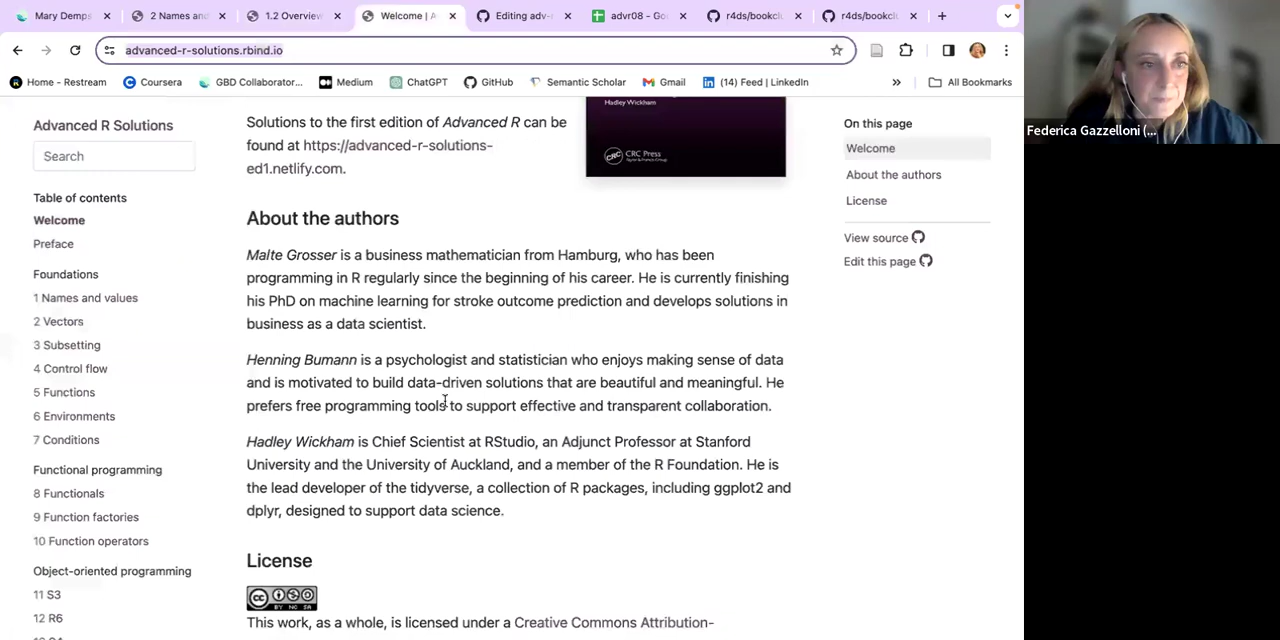 Mary Demps
2 Names and
1.2 Overview
Welcome | A
Editing adv-r
advr08 - Goo
r4ds/bookclu
r4ds/bookclu
advanced-r-solutions.rbind.io
Home - Restream
Coursera
GBD Collaborator...
Medium
ChatGPT
GitHub
Semantic Scholar
Gmail
(14) Feed | LinkedIn
»
All Bookmarks
Advanced R Solutions
Search
Table of contents
Welcome
Preface
Foundations
1 Names and values
2 Vectors
3 Subsetting
4 Control flow
5 Functions
6 Environments
7 Conditions
Functional programming
8 Functionals
9 Function factories
10 Function operators
Object-oriented programming
11 S3
12 R6
Solutions to the first edition of Advanced R can be
found at https://advanced-r-solutions-
ed1.netlify.com.
Hadley Wickham
CRC Press
Taylor & Francis Group
About the authors
Malte Grosser is a business mathematician from Hamburg, who has been
programming in R regularly since the beginning of his career. He is currently finishing
his PhD on machine learning for stroke outcome prediction and develops solutions in
business as a data scientist.
Henning Bumann is a psychologist and statistician who enjoys making sense of data
and is motivated to build data-driven solutions that are beautiful and meaningful. He
prefers free programming tools to support effective and transparent collaboration.
Hadley Wickham is Chief Scientist at RStudio, an Adjunct Professor at Stanford
University and the University of Auckland, and a member of the R Foundation. He is
the lead developer of the tidyverse, a collection of R packages, including ggplot2 and
dplyr, designed to support data science.
License
CC BY NC SA
This work, as a whole, is licensed under a Creative Commons Attribution-
On this page
Welcome
About the authors
License
View source
Edit this page
Federica Gazzelloni (...